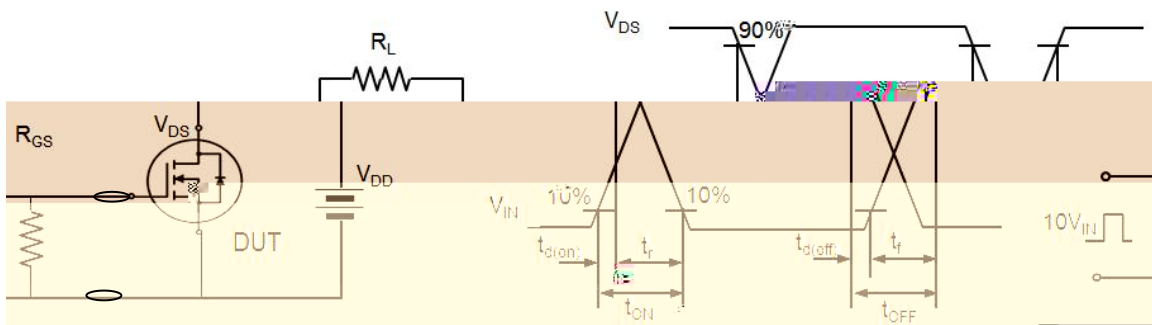 V_DS
90%
R_L
R_GS
V_DS
V_DD
V_IN
10%
10%
10V_IN
DUT
t_d(on)
t_r
t_d(off)
t_f
t_ON
t_OFF